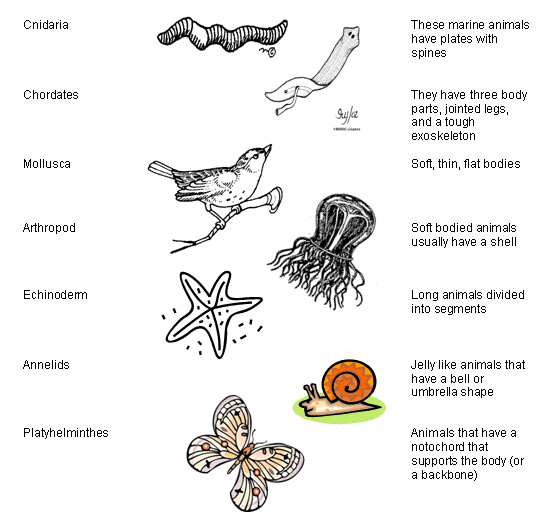 Cnidaria
These marine animals
have plates with
spines
Chordates
They have three body
parts, jointed legs,
and a tough
exoskeleton
Mollusca
Soft, thin, flat bodies
Arthropod
Soft bodied animals
usually have a shell
Echinoderm
Long animals divided
into segments
Annelids
Jelly like animals that
have a bell or
umbrella shape
Platyhelminthes
Animals that have a
notochord that
supports the body (or
a backbone)